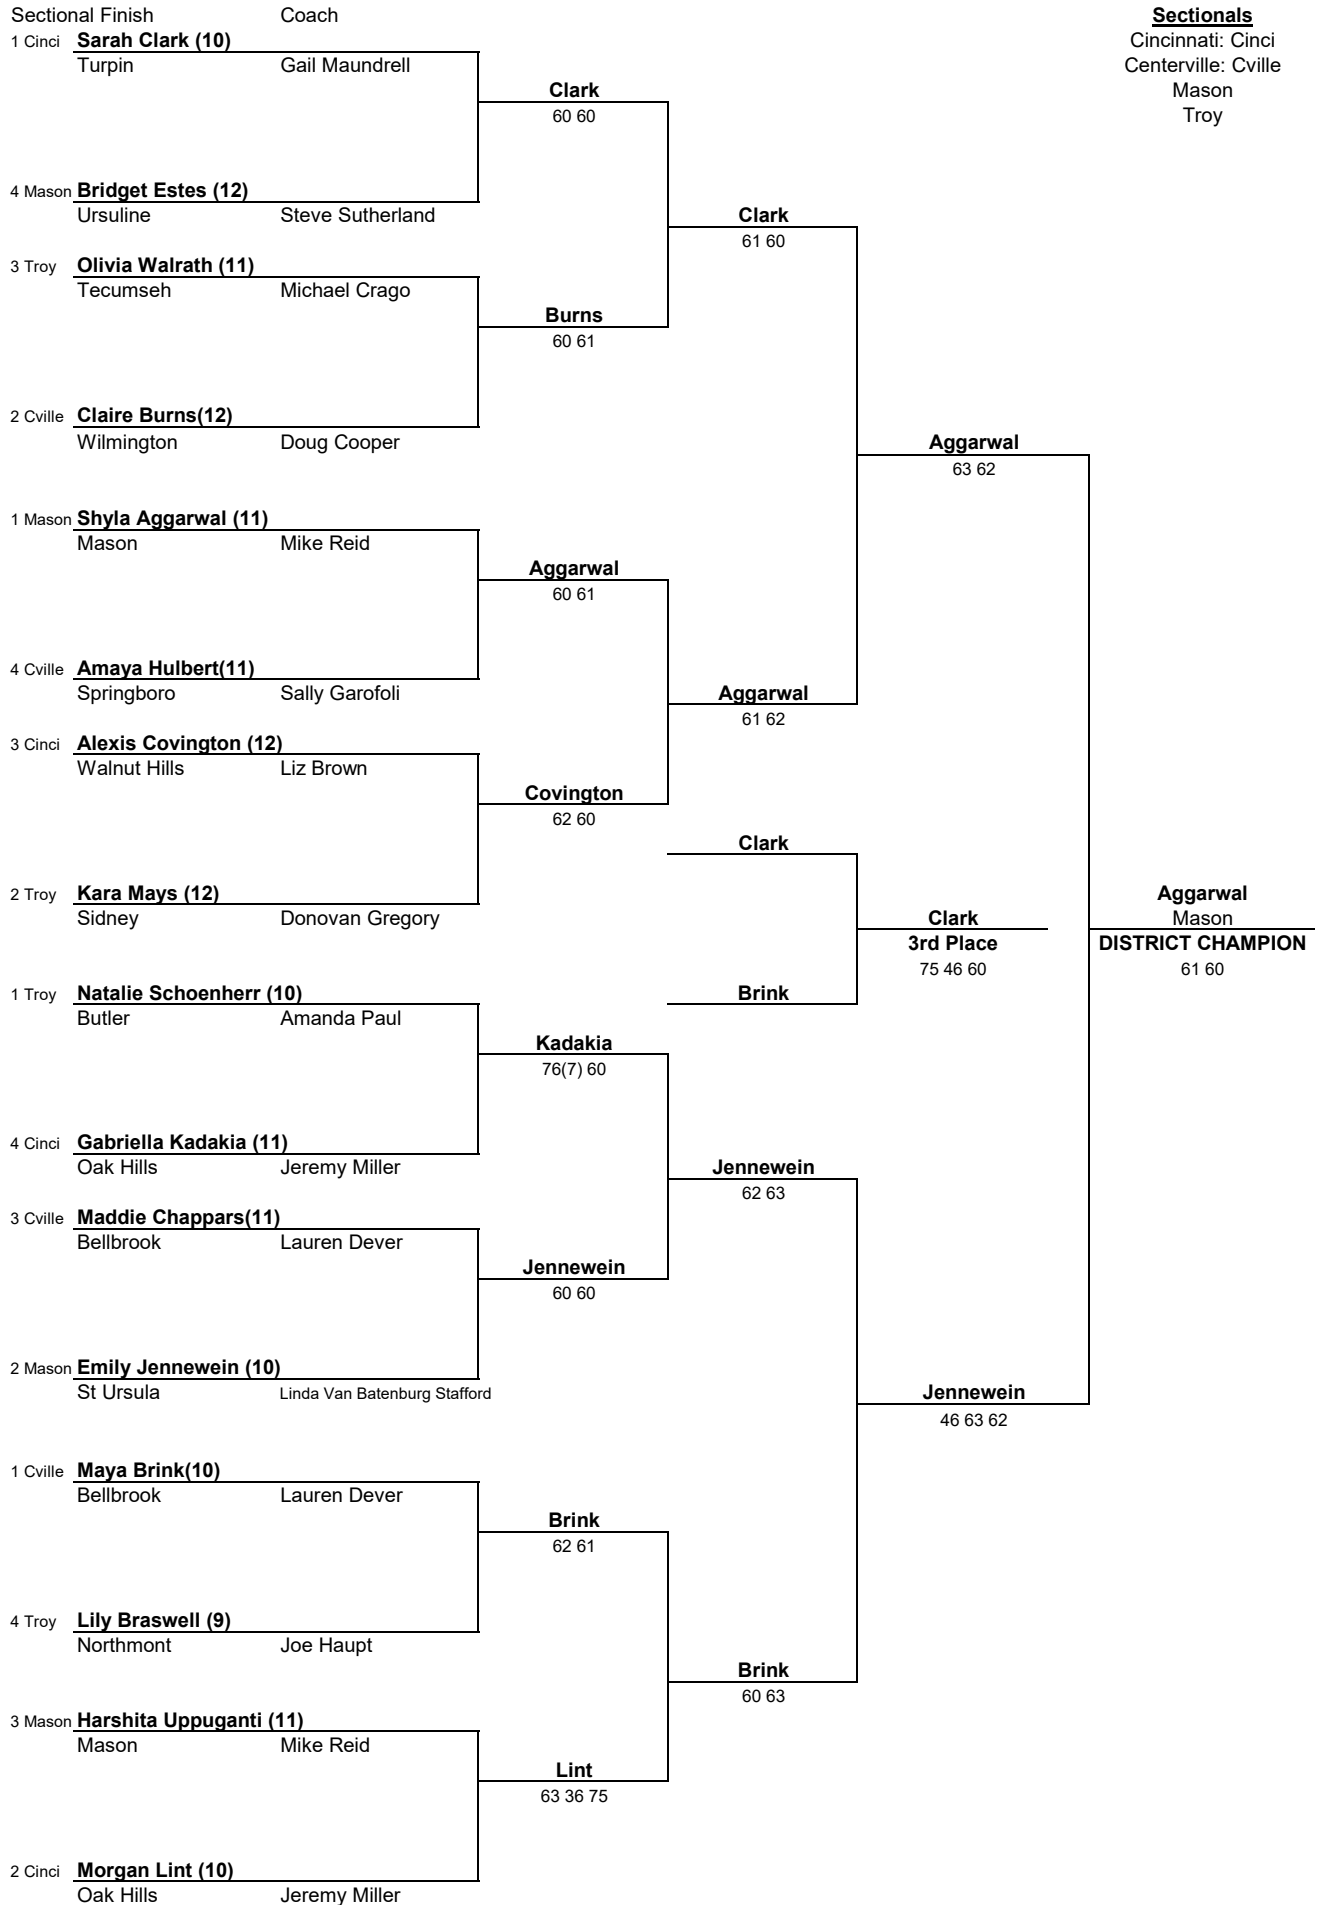 Sectional Finish Coach Sectionals
1 Cinci Sarah Clark (10) Cincinnati: Cinci
Turpin Gail Maundrell Centerville: Cville
Clark Mason
60 60 Troy
4 Mason Bridget Estes (12)
Ursuline Steve Sutherland Clark
61 60
3 Troy Olivia Walrath (11)
Tecumseh Michael Crago
Burns
60 61
2 Cville Claire Burns(12)
Wilmington Doug Cooper Aggarwal
63 62
1 Mason Shyla Aggarwal (11)
Mason Mike Reid
Aggarwal
60 61
4 Cville Amaya Hulbert(11)
Springboro Sally Garofoli Aggarwal
61 62
3 Cinci Alexis Covington (12)
Walnut Hills Liz Brown
Covington
62 60
Clark
2 Troy Kara Mays (12) Aggarwal
Sidney Donovan Gregory Clark Mason
3rd Place DISTRICT CHAMPION
75 46 60 61 60
1 Troy Natalie Schoenherr (10) Brink
Butler Amanda Paul
Kadakia
76(7) 60
4 Cinci Gabriella Kadakia (11)
Oak Hills Jeremy Miller Jennewein
62 63
3 Cville Maddie Chappars(11)
Bellbrook Lauren Dever
Jennewein
60 60
2 Mason Emily Jennewein (10)
St Ursula Linda Van Batenburg Stafford Jennewein
46 63 62
1 Cville Maya Brink(10)
Bellbrook Lauren Dever
Brink
62 61
4 Troy Lily Braswell (9)
Northmont Joe Haupt
Brink
60 63
3 Mason Harshita Uppuganti (11)
Mason Mike Reid
Lint
63 36 75
2 Cinci Morgan Lint (10)
Oak Hills Jeremy Miller